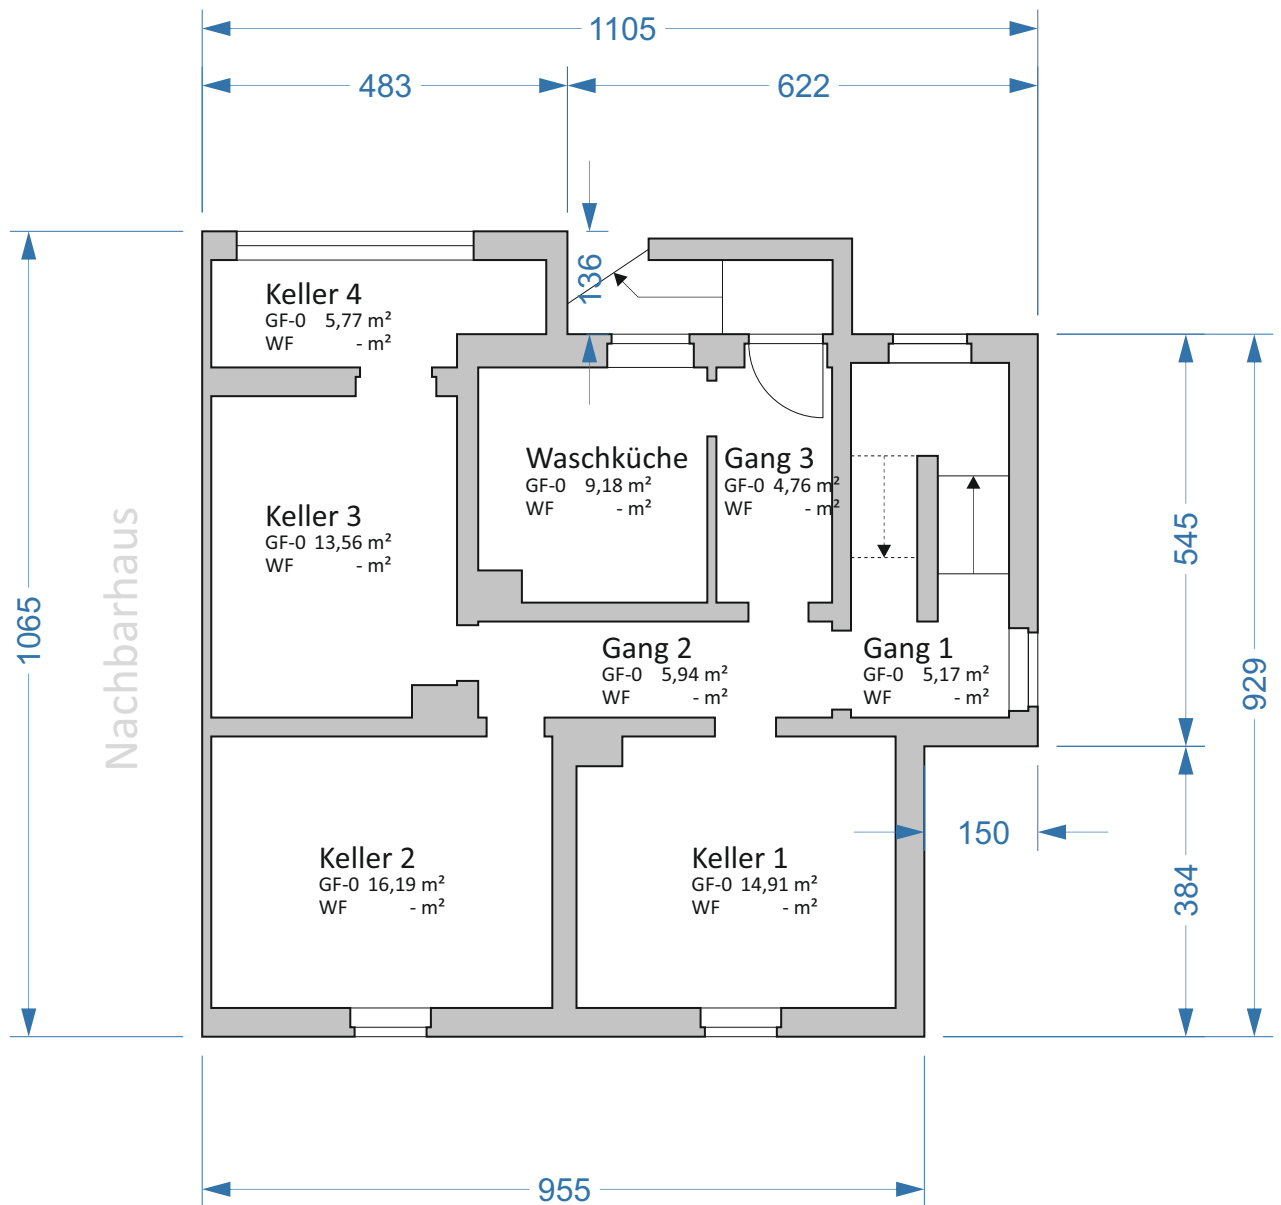 1105
483
622
136
Keller 4
GF-0 5,77 m²
WF - m²
Waschküche
GF-0 9,18 m²
WF - m²
Gang 3
GF-0 4,76 m²
WF - m²
Keller 3
GF-0 13,56 m²
WF - m²
Nachbarhaus
1065
545
929
Gang 2
GF-0 5,94 m²
WF - m²
Gang 1
GF-0 5,17 m²
WF - m²
150
384
Keller 2
GF-0 16,19 m²
WF - m²
Keller 1
GF-0 14,91 m²
WF - m²
955